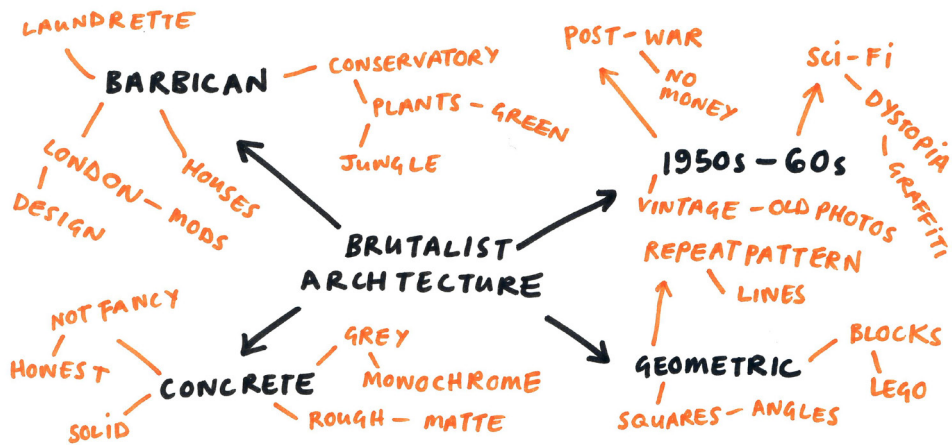 LAUNDRETTE
BARBICAN
CONSERVATORY
PLANTS - GREEN
JUNGLE
HOUSES
LONDON - MODS
DESIGN
POST - WAR
NO
MONEY
SCI - FI
DYSTOPIA
GRAFFITI
1950s - 60s
VINTAGE - OLD PHOTOS
BRUTALIST
ARCHTECTURE
REPEAT PATTERN
LINES
GEOMETRIC
BLOCKS
LEGO
SQUARES - ANGLES
NOT FANCY
HONEST
CONCRETE
SOLID
GREY
MONOCHROME
ROUGH - MATTE